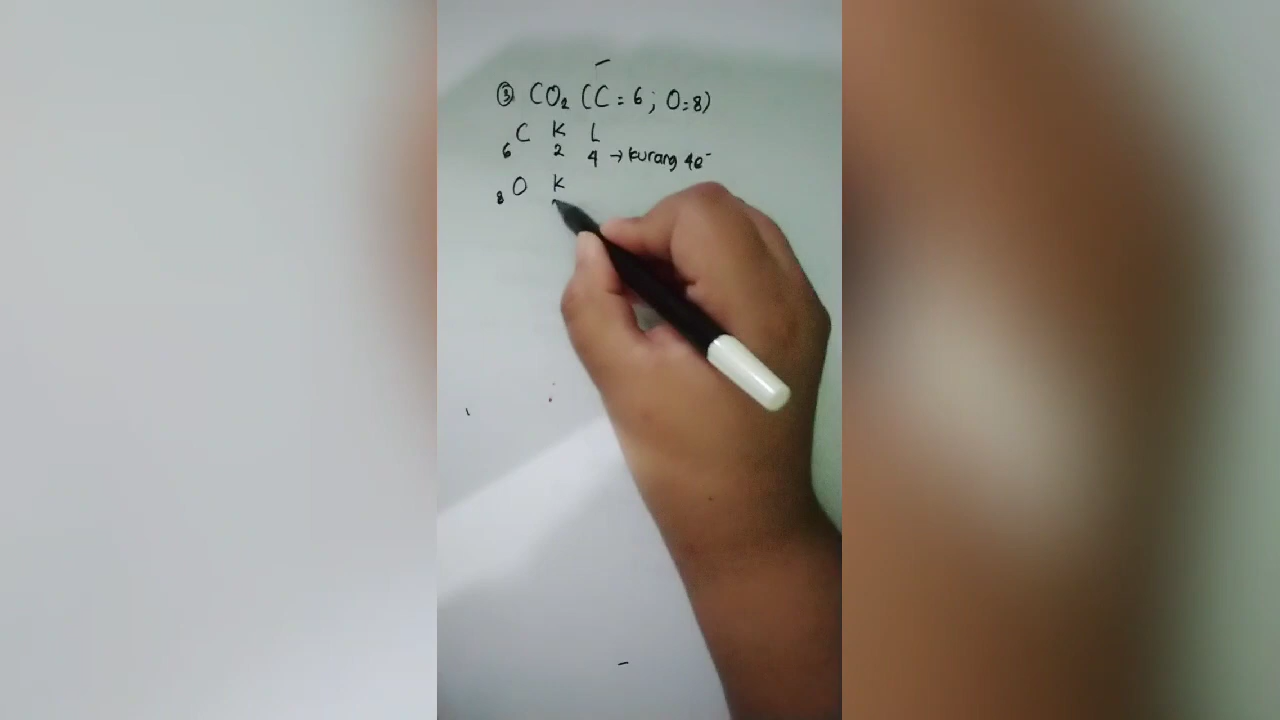 ③ CO₂ (C = 6 ; O = 8)
₆C K L
2 4 → kurang 4e⁻
₈O K